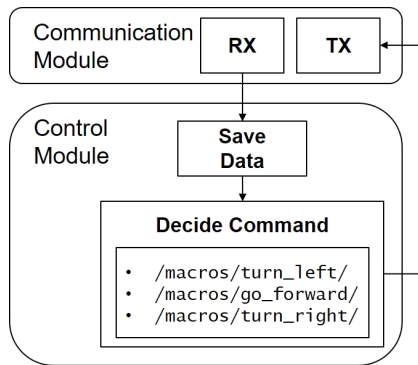 Communication
Module
RX
TX
Control
Module
Save
Data
Decide Command
• /macros/turn_left/
• /macros/go_forward/
• /macros/turn_right/